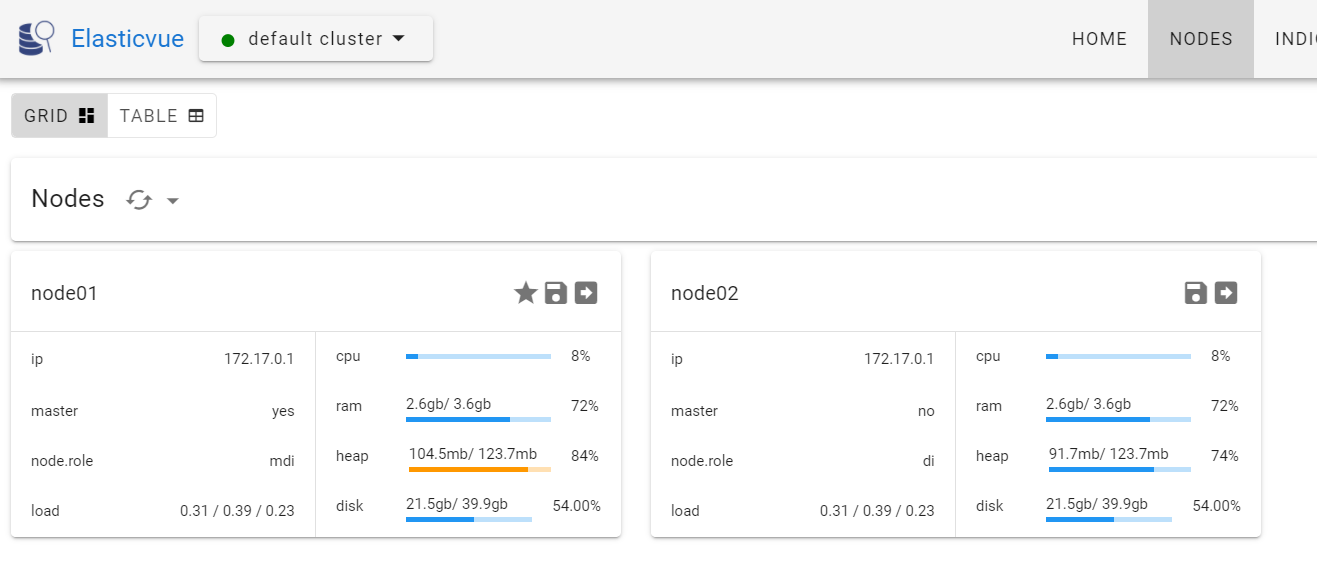 Elasticvue default cluster HOME NODES INDI
GRID TABLE
Nodes
node01
ip 172.17.0.1
master yes
node.role mdi
load 0.31 / 0.39 / 0.23
cpu 8%
ram 2.6gb/ 3.6gb 72%
heap 104.5mb/ 123.7mb 84%
disk 21.5gb/ 39.9gb 54.00%
node02
ip 172.17.0.1
master no
node.role di
load 0.31 / 0.39 / 0.23
cpu 8%
ram 2.6gb/ 3.6gb 72%
heap 91.7mb/ 123.7mb 74%
disk 21.5gb/ 39.9gb 54.00%